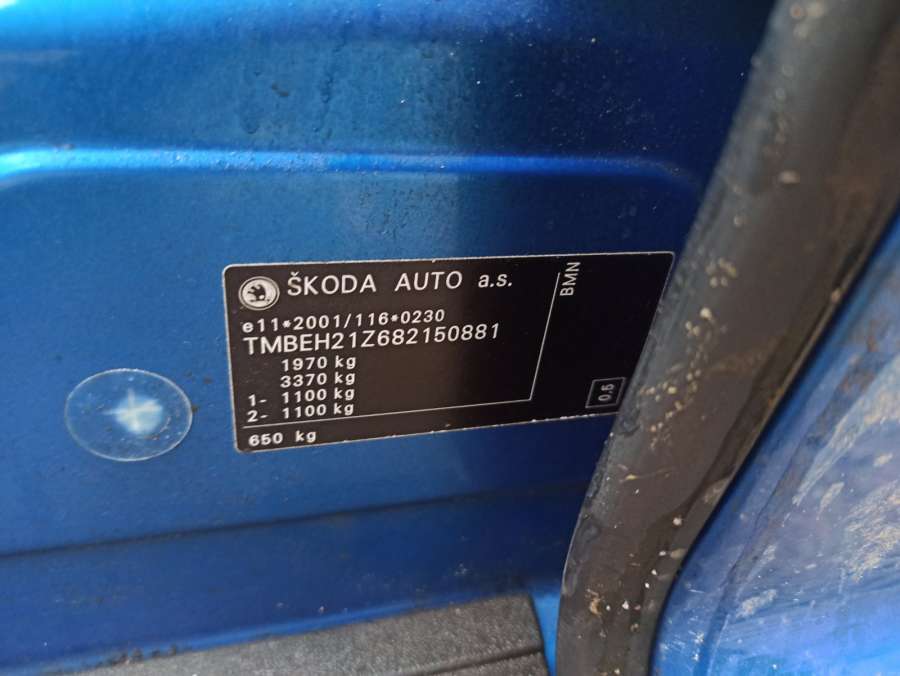 ŠKODA AUTO a.s.
BMN
e11*2001/116*0230
TMBEH21Z682150881
1970 kg
3370 kg
1- 1100 kg
2- 1100 kg
650 kg
0.5